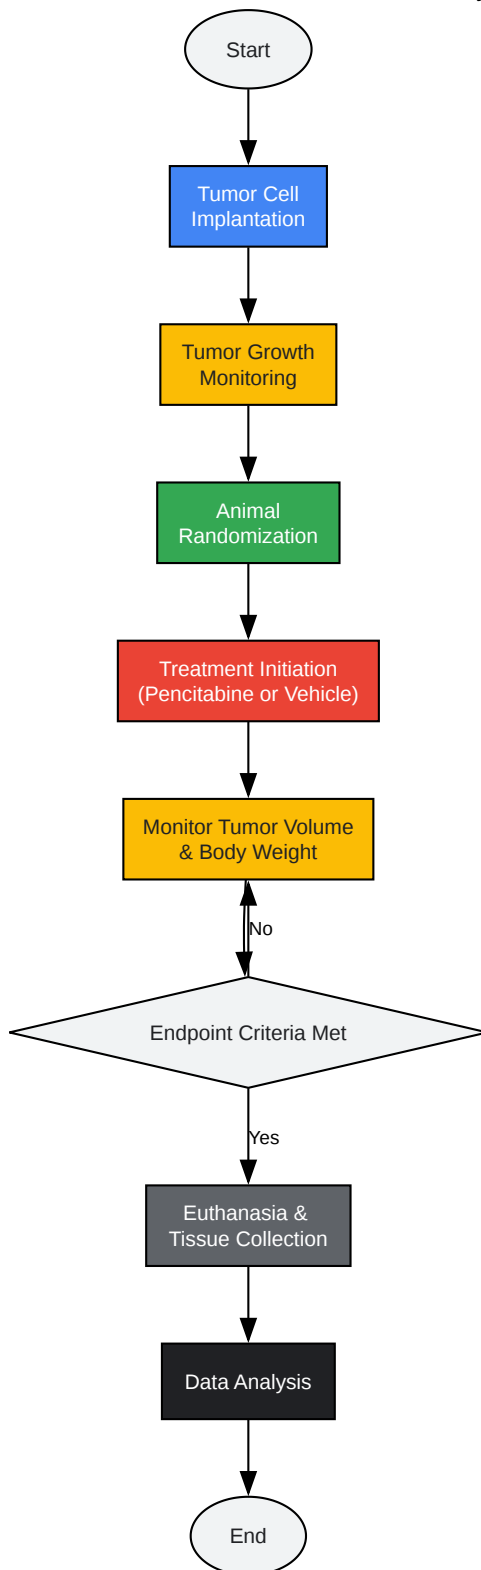 Start
Tumor Cell
Implantation
Tumor Growth
Monitoring
Animal
Randomization
Treatment Initiation
(Pencitabine or Vehicle)
Monitor Tumor Volume
& Body Weight
No
Endpoint Criteria Met
Yes
Euthanasia &
Tissue Collection
Data Analysis
End